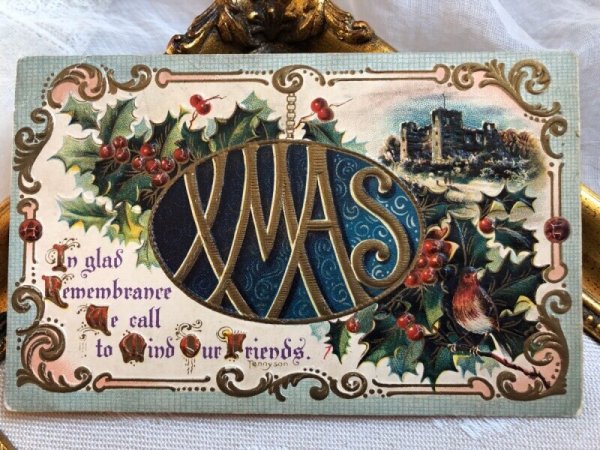 XMAS
In glad
Remembrance
We call
to Mind Our Friends.
Tennyson